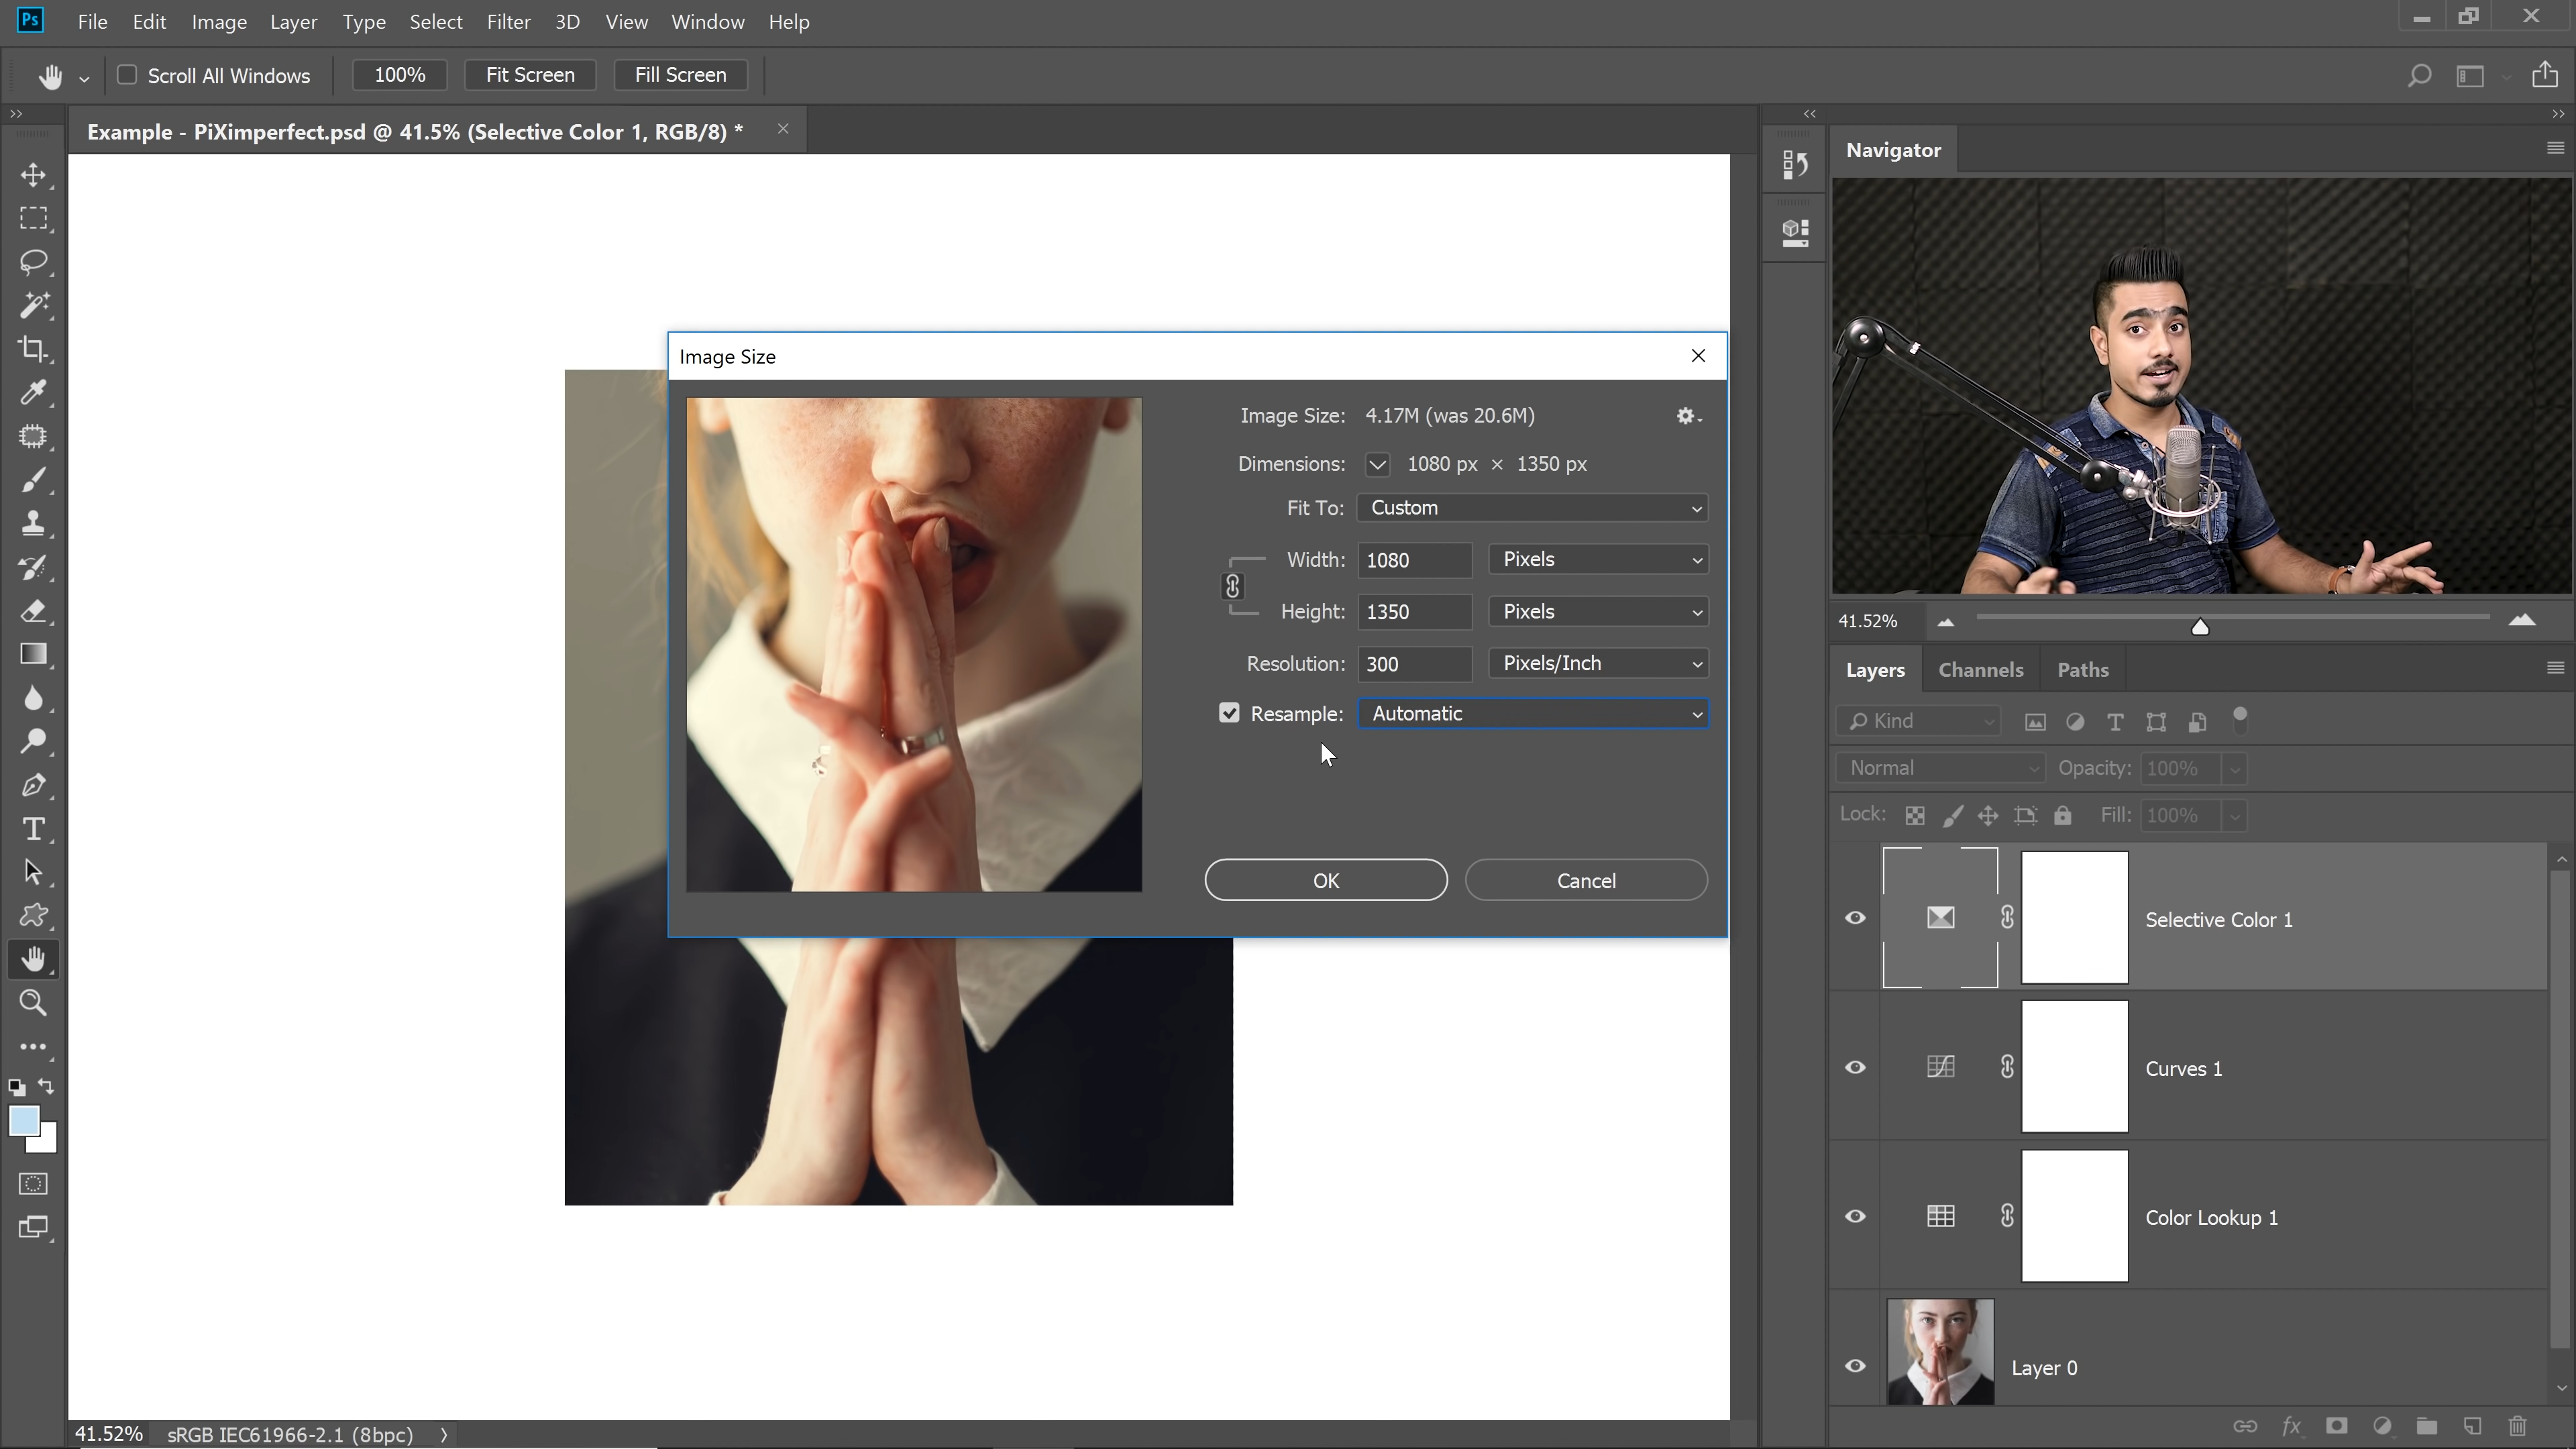 Ps File Edit Image Layer Type Select Filter 3D View Window Help
Scroll All Windows 100% Fit Screen Fill Screen
Example - PiXimperfect.psd @ 41.5% (Selective Color 1, RGB/8) *
Navigator
Image Size
Image Size: 4.17M (was 20.6M)
Dimensions: 1080 px × 1350 px
Fit To: Custom
Width: 1080 Pixels
Height: 1350 Pixels
Resolution: 300 Pixels/Inch
Resample: Automatic
OK Cancel
41.52%
Layers Channels Paths
Kind
Normal Opacity: 100%
Lock: Fill: 100%
Selective Color 1
Curves 1
Color Lookup 1
Layer 0
fx
41.52% sRGB IEC61966-2.1 (8bpc)